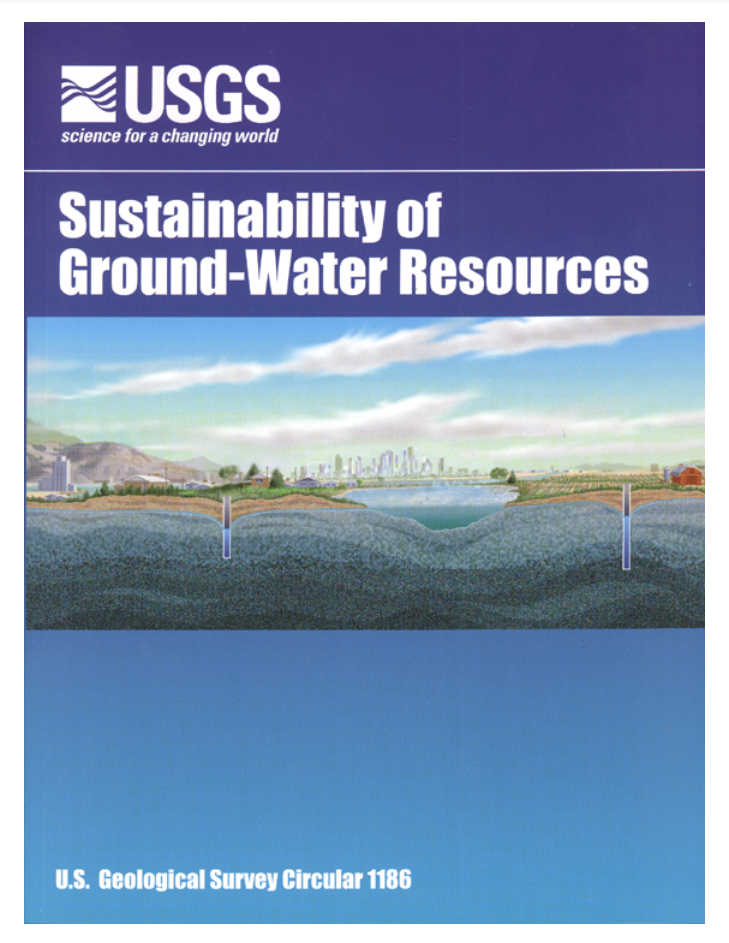 USGS
science for a changing world
Sustainability of
Ground-Water Resources
U.S. Geological Survey Circular 1186